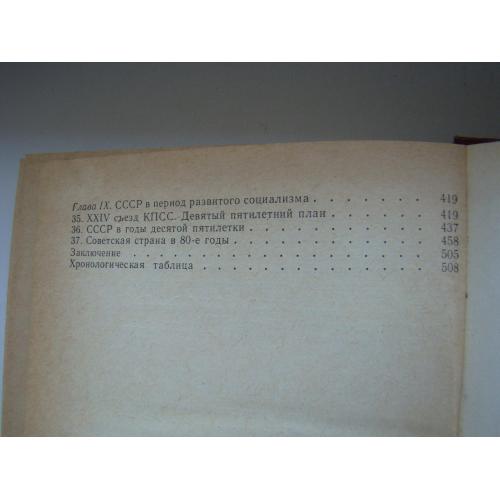 Глава IX. СССР в период развитого социализма . . . . . . . 419
35. XXIV съезд КПСС. Девятый пятилетний план . . . . . . 419
36. СССР в годы десятой пятилетки . . . . . . . . . . 437
37. Советская страна в 80-е годы . . . . . . . . . . . 458
Заключение . . . . . . . . . . . . . . . . . 505
Хронологическая таблица . . . . . . . . . . . . . 508